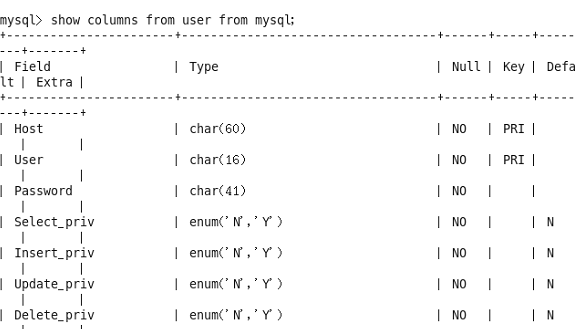 mysql> show columns from user from mysql;
+-----------------------+-----------------------------------+------+-----+-----
---+-------+
| Field                 | Type                              | Null | Key | Defa
lt | Extra |
+-----------------------+-----------------------------------+------+-----+-----
---+-------+
| Host                  | char(60)                          | NO   | PRI |
   |       |
| User                  | char(16)                          | NO   | PRI |
   |       |
| Password              | char(41)                          | NO   |     |
   |       |
| Select_priv           | enum('N','Y')                     | NO   |     | N
   |       |
| Insert_priv           | enum('N','Y')                     | NO   |     | N
   |       |
| Update_priv           | enum('N','Y')                     | NO   |     | N
   |       |
| Delete_priv           | enum('N','Y')                     | NO   |     | N